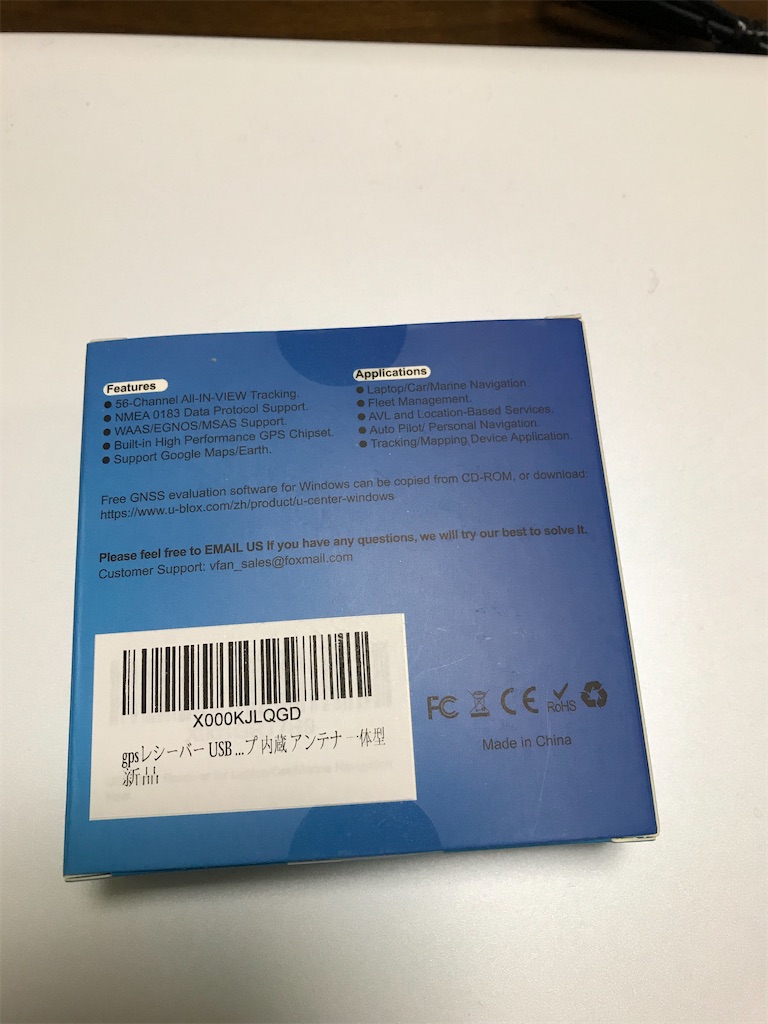 Features
56-Channel All-IN-VIEW Tracking.
NMEA 0183 Data Protocol Support.
WAAS/EGNOS/MSAS Support.
Built-in High Performance GPS Chipset.
Support Google Maps/Earth.
Applications
Laptop/Car/Marine Navigation
Fleet Management.
AVL and Location-Based Services.
Auto Pilot/ Personal Navigation.
Tracking/Mapping Device Application.
Free GNSS evaluation software for Windows can be copied from CD-ROM, or download:
https://www.u-blox.com/zh/product/u-center-windows
Please feel free to EMAIL US If you have any questions, we will try our best to solve It.
Customer Support: vfan_sales@foxmail.com
X000KJLQGD
gpsレシーバー USB ...プ内蔵 アンテナ一体型
新品
FC CE RoHS
Made in China